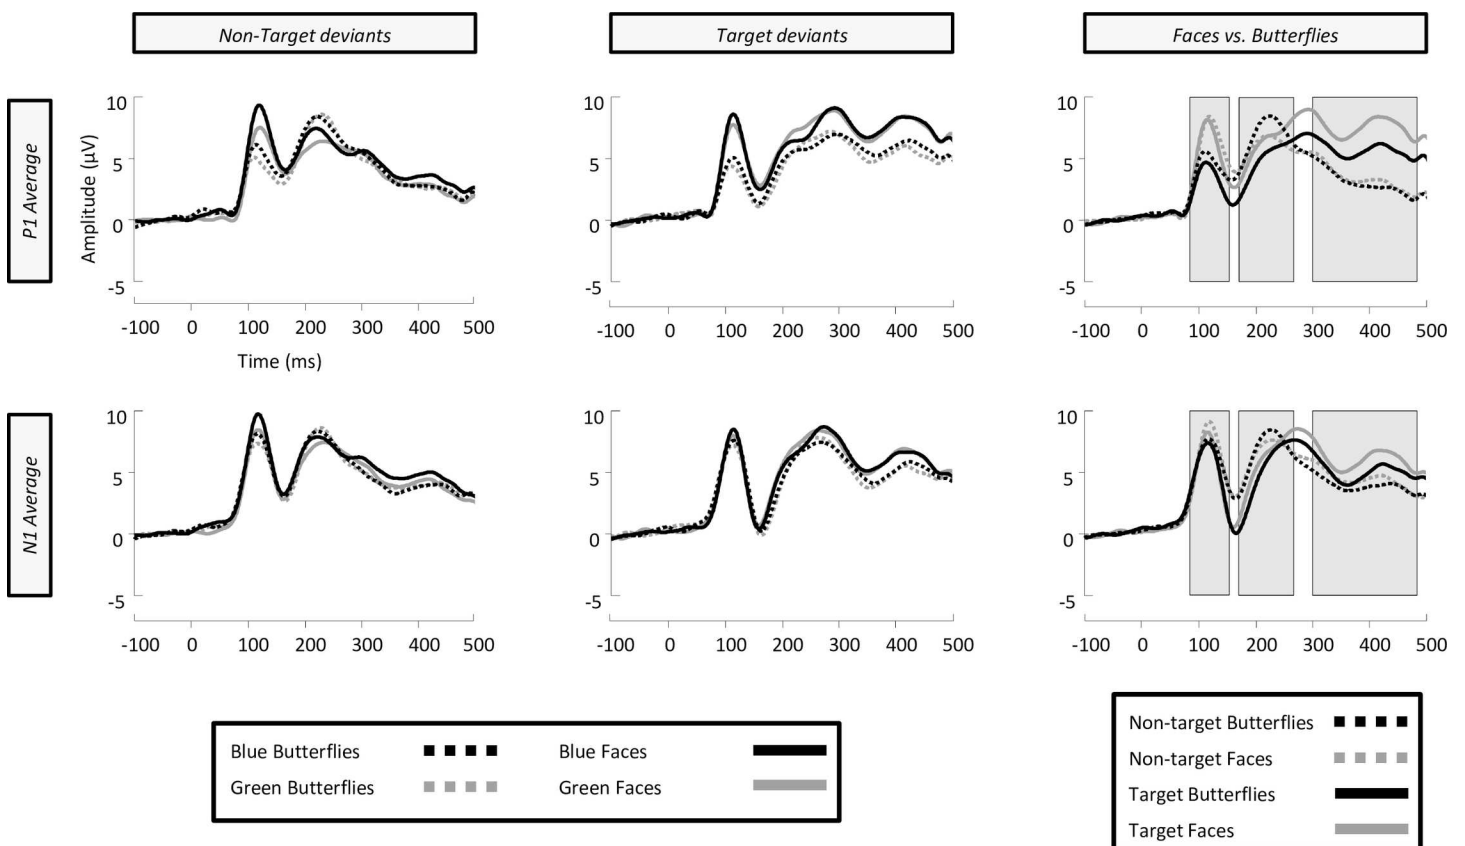 Non-Target deviants
Target deviants
Faces vs. Butterflies
P1 Average
Amplitude (µV)
10
5
0
-5
-100 0 100 200 300 400 500
Time (ms)
10
5
0
-5
-100 0 100 200 300 400 500
10
5
0
-5
-100 0 100 200 300 400 500
N1 Average
10
5
0
-5
-100 0 100 200 300 400 500
10
5
0
-5
-100 0 100 200 300 400 500
10
5
0
-5
-100 0 100 200 300 400 500
Blue Butterflies
Blue Faces
Green Butterflies
Green Faces
Non-target Butterflies
Non-target Faces
Target Butterflies
Target Faces